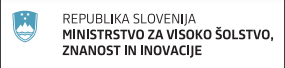 REPUBLIKA SLOVENIJA
MINISTRSTVO ZA VISOKO ŠOLSTVO,
ZNANOST IN INOVACIJE